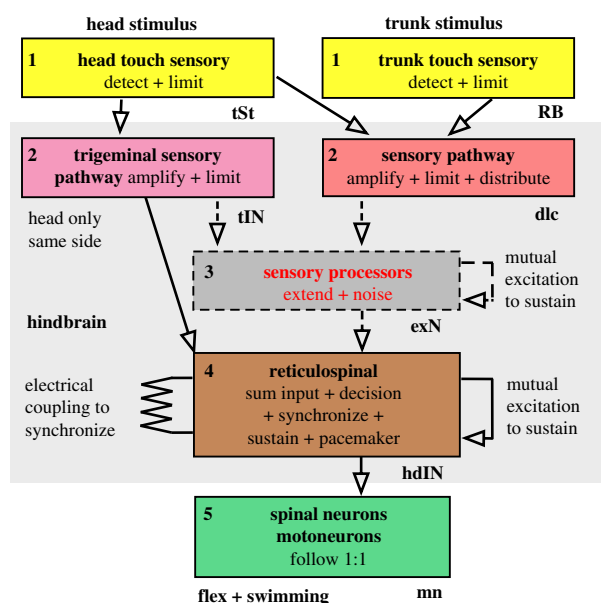 head stimulus
trunk stimulus
1 head touch sensory
detect + limit
1 trunk touch sensory
detect + limit
tSt
RB
2 trigeminal sensory
pathway amplify + limit
2 sensory pathway
amplify + limit + distribute
head only
same side
tIN
dlc
3 sensory processors
extend + noise
mutual
excitation
to sustain
hindbrain
exN
electrical
coupling to
synchronize
4 reticulospinal
sum input + decision
+ synchronize +
sustain + pacemaker
mutual
excitation
to sustain
hdIN
5 spinal neurons
motoneurons
follow 1:1
flex + swimming
mn